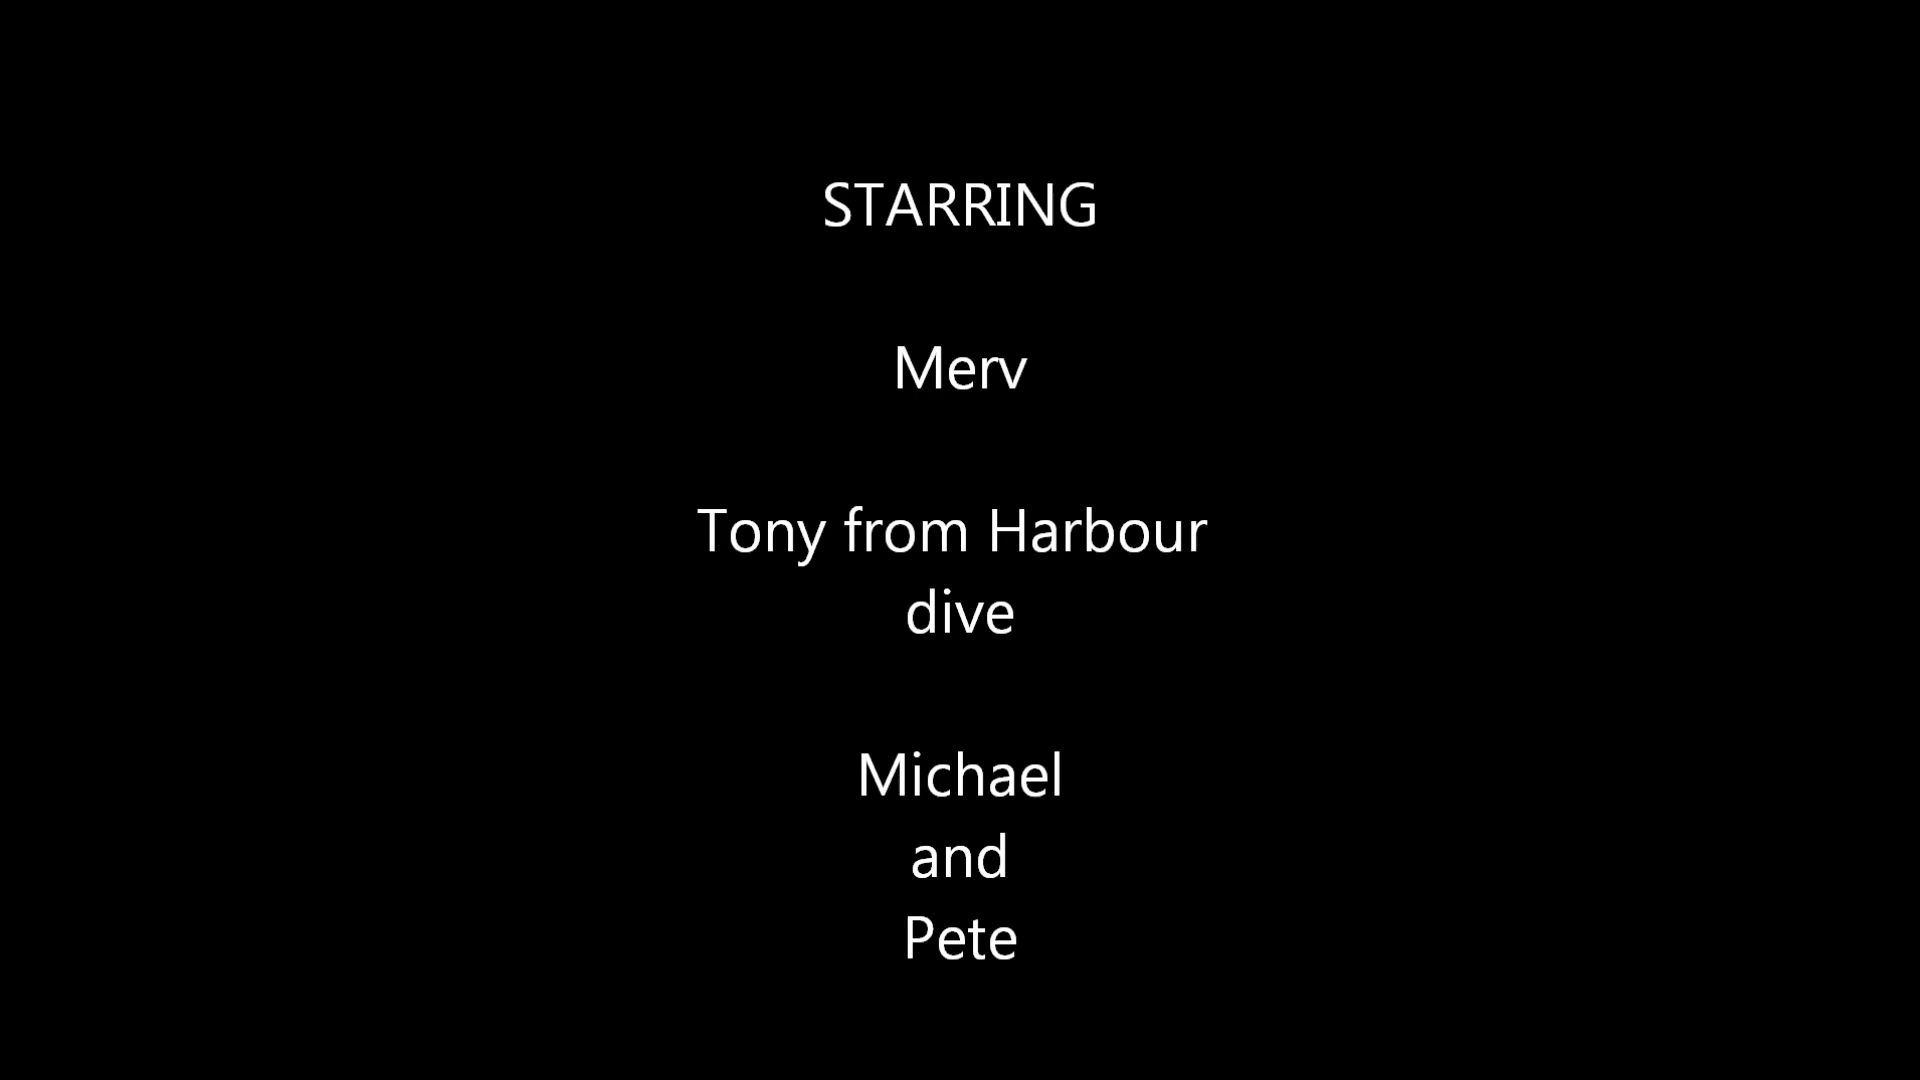 STARRING
Merv
Tony from Harbour
dive
Michael
and
Pete